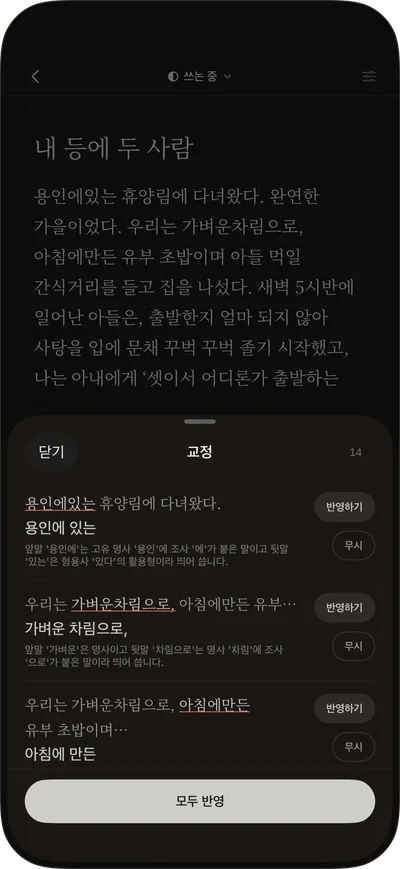 쓰는 중
내 등에 두 사람
용인에있는 휴양림에 다녀왔다. 완연한
가을이었다. 우리는 가벼운차림으로,
아침에만든 유부 초밥이며 아들 먹일
간식거리를 들고 집을 나섰다. 새벽 5시반에
일어난 아들은, 출발한지 얼마 되지 않아
사탕을 입에 문채 꾸벅 꾸벅 졸기 시작했고,
나는 아내에게 ‘셋이서 어디론가 출발하는
닫기
교정
14
용인에있는 휴양림에 다녀왔다.
반영하기
용인에 있는
무시
앞말 '용인에'는 고유 명사 '용인'에 조사 '에'가 붙은 말이고 뒷말
'있는'은 형용사 '있다'의 활용형이라 띄어 씁니다.
우리는 가벼운차림으로, 아침에만든 유부…
반영하기
가벼운 차림으로,
무시
앞말 '가벼운'은 명사이고 뒷말 '차림으로'는 명사 '차림'에 조사
'으로'가 붙은 말이라 띄어 씁니다.
우리는 가벼운차림으로, 아침에만든
반영하기
유부 초밥이며…
무시
아침에 만든
모두 반영